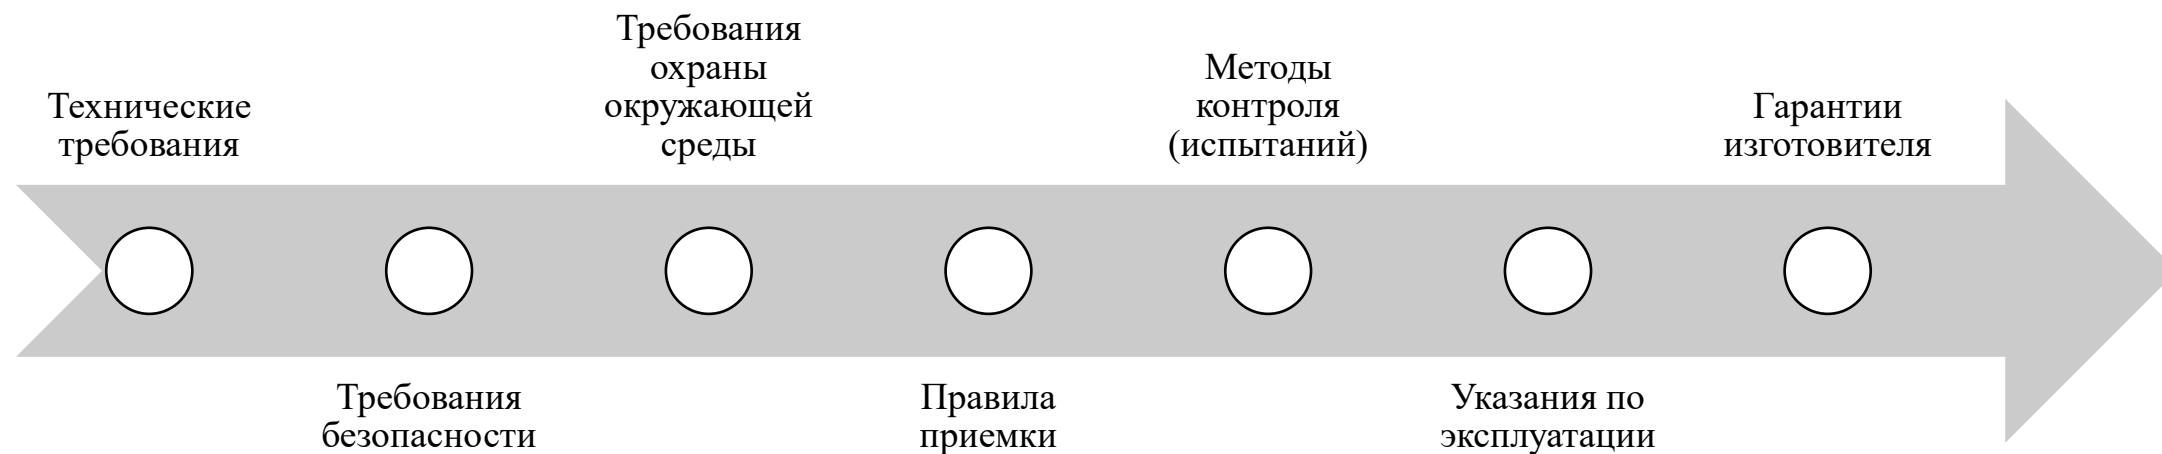 Технические
требования
Требования
безопасности
Требования
охраны
окружающей
среды
Правила
приемки
Методы
контроля
(испытаний)
Указания по
эксплуатации
Гарантии
изготовителя